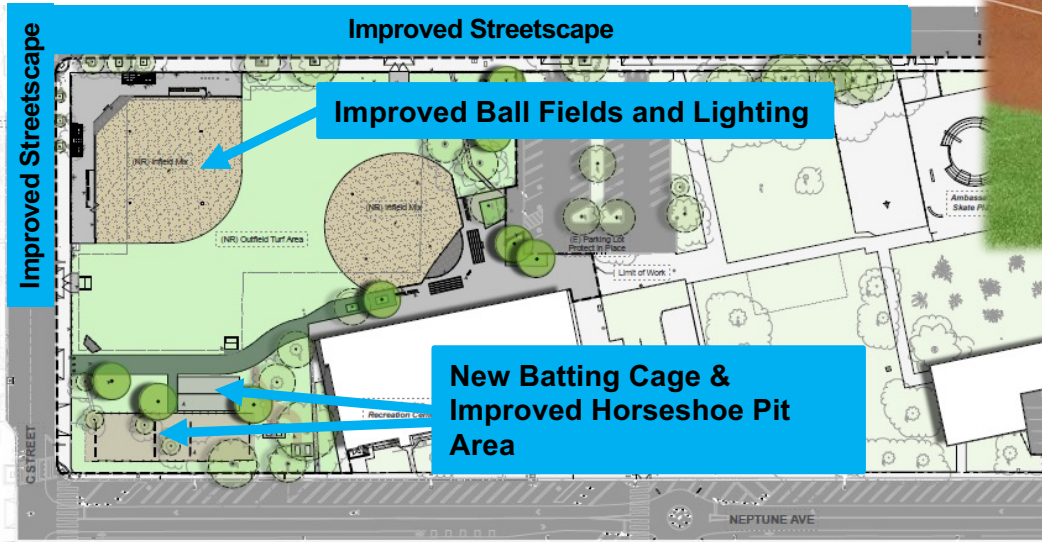 Improved Streetscape
Improved Streetscape
Improved Ball Fields and Lighting
(NR) Infield Mix
(NR) Infield Mix
(NR) Outfield Turf Area
(E) Parking Lot
Protect in Place
Limit of Work
Skate
New Batting Cage &
Improved Horseshoe Pit
Area
Recreation
C STREET
NEPTUNE AVE